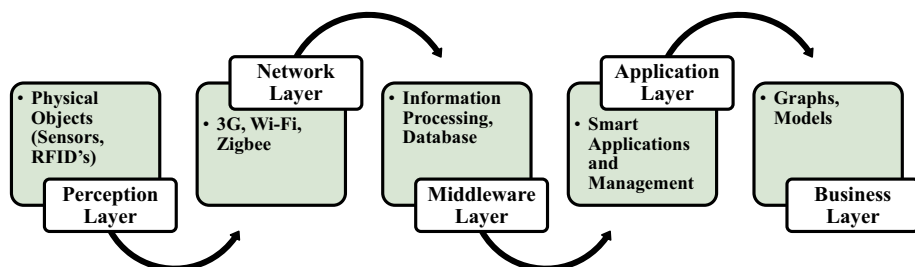 • Physical
Objects
(Sensors,
RFID's)
Perception
Layer
Network
Layer
• 3G, Wi-Fi,
Zigbee
• Information
Processing,
Database
Middleware
Layer
Application
Layer
• Smart
Applications
and
Management
• Graphs,
Models
Business
Layer